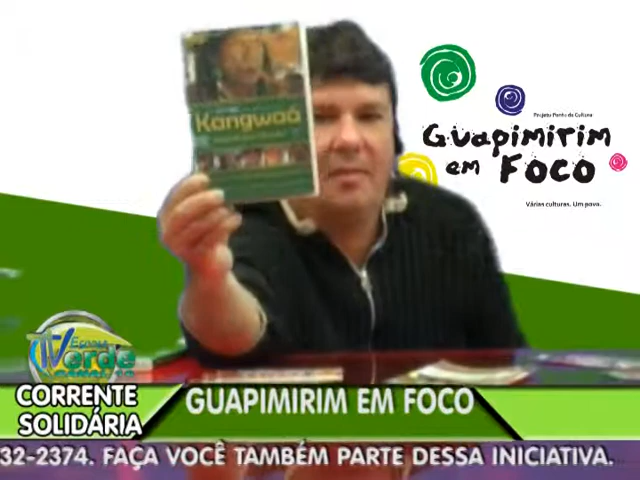 Kangwaá
Projeto Ponto de Cultura
Guapimirim
em Foco
Várias culturas. Um povo.
Verde
CORRENTE
SOLIDÁRIA
GUAPIMIRIM EM FOCO
32-2374. FAÇA VOCÊ TAMBÉM PARTE DESSA INICIATIVA.